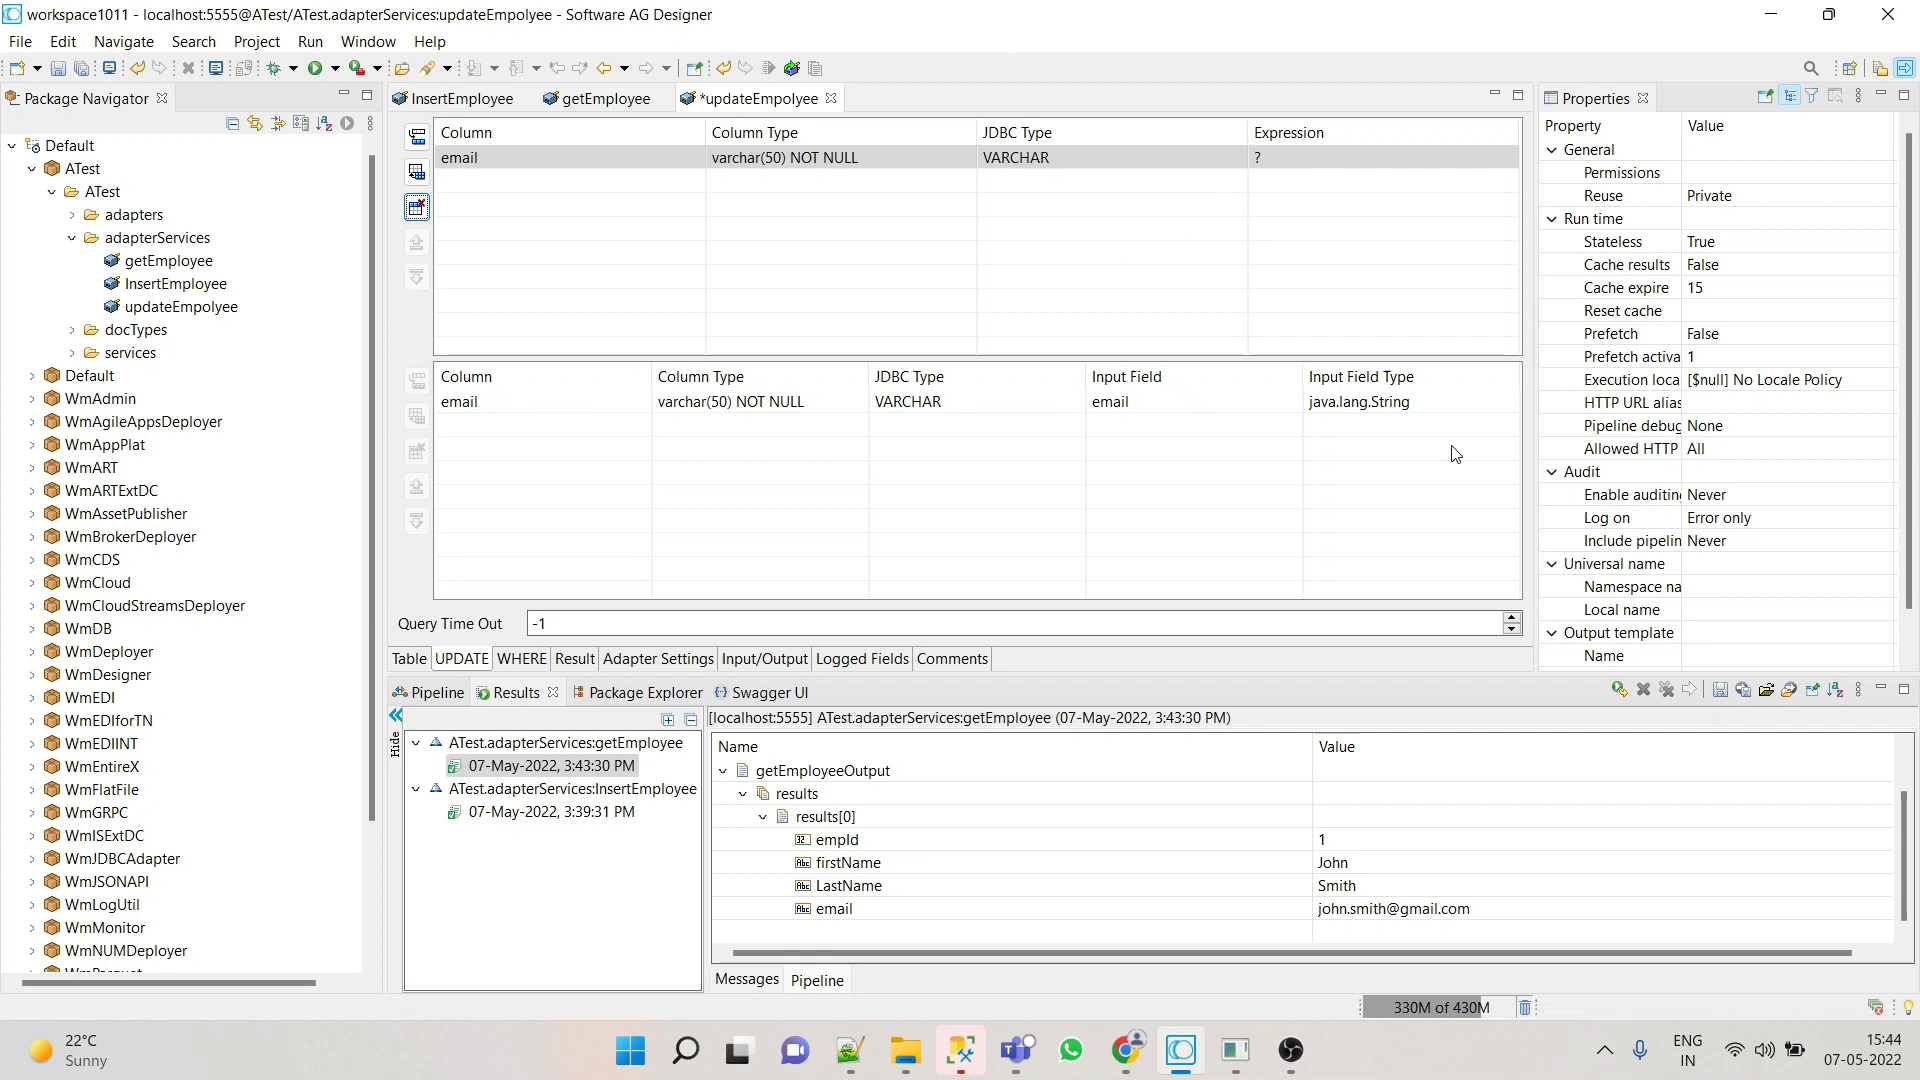 workspace1011 - localhost:5555@ATest/ATest.adapterServices:updateEmpolyee - Software AG Designer
File Edit Navigate Search Project Run Window Help
Package Navigator
Default
ATest
ATest
adapters
adapterServices
getEmployee
InsertEmployee
updateEmpolyee
docTypes
services
Default
WmAdmin
WmAgileAppsDeployer
WmAppPlat
WmART
WmARTExtDC
WmAssetPublisher
WmBrokerDeployer
WmCDS
WmCloud
WmCloudStreamsDeployer
WmDB
WmDeployer
WmDesigner
WmEDI
WmEDIforTN
WmEDIINT
WmEntireX
WmFlatFile
WmGRPC
WmISExtDC
WmJDBCAdapter
WmJSONAPI
WmLogUtil
WmMonitor
WmNUMDeployer
InsertEmployee getEmployee *updateEmpolyee
Column Column Type JDBC Type Expression
email varchar(50) NOT NULL VARCHAR ?
Column Column Type JDBC Type Input Field Input Field Type
email varchar(50) NOT NULL VARCHAR email java.lang.String
Query Time Out -1
Table UPDATE WHERE Result Adapter Settings Input/Output Logged Fields Comments
Properties
Property Value
General
Permissions
Reuse Private
Run time
Stateless True
Cache results False
Cache expire 15
Reset cache
Prefetch False
Prefetch activa 1
Execution loca [$null] No Locale Policy
HTTP URL alias
Pipeline debug None
Allowed HTTP All
Audit
Enable auditing Never
Log on Error only
Include pipelin Never
Universal name
Namespace na
Local name
Output template
Name
Pipeline Results Package Explorer Swagger UI
Hide
ATest.adapterServices:getEmployee
07-May-2022, 3:43:30 PM
ATest.adapterServices:InsertEmployee
07-May-2022, 3:39:31 PM
[localhost:5555] ATest.adapterServices:getEmployee (07-May-2022, 3:43:30 PM)
Name Value
getEmployeeOutput
results
results[0]
empId 1
firstName John
LastName Smith
email john.smith@gmail.com
Messages Pipeline
330M of 430M
22°C
Sunny
ENG
IN
15:44
07-05-2022